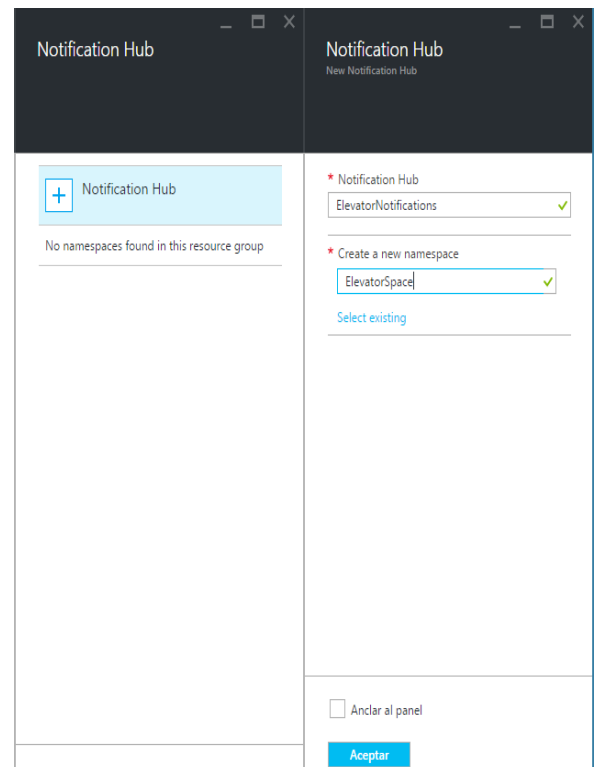 Notification Hub
Notification Hub
No namespaces found in this resource group
Notification Hub
New Notification Hub
* Notification Hub
ElevatorNotifications
* Create a new namespace
ElevatorSpace
Select existing
Anclar al panel
Aceptar